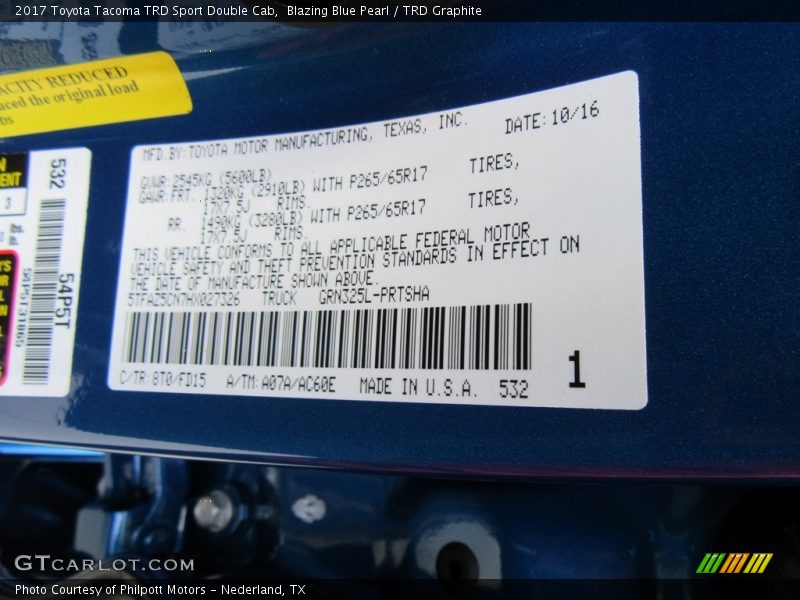 2017 Toyota Tacoma TRD Sport Double Cab, Blazing Blue Pearl / TRD Graphite
ACITY REDUCED
uced the original load
bs
3
lbs.
lbs.
532
54P5T
MFD.BY:TOYOTA MOTOR MANUFACTURING, TEXAS, INC. DATE:10/16
GVWR:2545KG (5600LB)
GAWR:FRT. 1320KG (2910LB) WITH P265/65R17 TIRES,
17X7.5J RIMS.
RR. 1490KG (3280LB) WITH P265/65R17 TIRES,
17X7.5J RIMS.
THIS VEHICLE CONFORMS TO ALL APPLICABLE FEDERAL MOTOR
VEHICLE SAFETY AND THEFT PREVENTION STANDARDS IN EFFECT ON
THE DATE OF MANUFACTURE SHOWN ABOVE.
5TFAZ5CN7HX027326 TRUCK GRN325L-PRTSHA
C/TR:8T0/FD15 A/TM:A07A/AC60E MADE IN U.S.A. 532
1
GTCARLOT.COM
Photo Courtesy of Philpott Motors - Nederland, TX